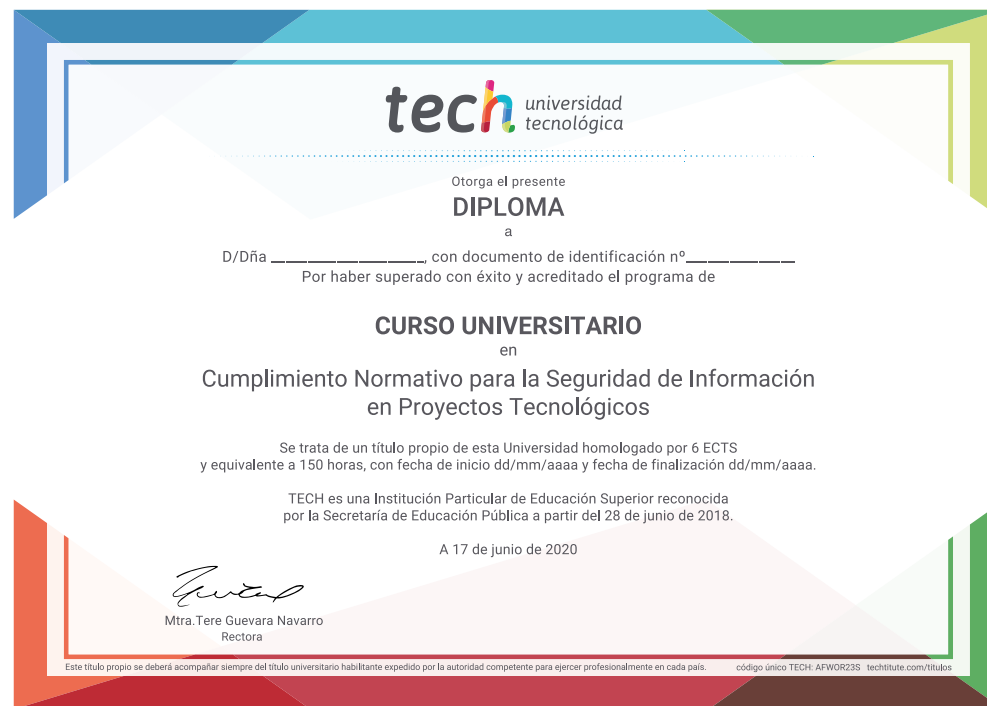 tech universidad
tecnológica
Otorga el presente
DIPLOMA
a
D/Dña ____________________, con documento de identificación nº______________
Por haber superado con éxito y acreditado el programa de
CURSO UNIVERSITARIO
en
Cumplimiento Normativo para la Seguridad de Información
en Proyectos Tecnológicos
Se trata de un título propio de esta Universidad homologado por 6 ECTS
y equivalente a 150 horas, con fecha de inicio dd/mm/aaaa y fecha de finalización dd/mm/aaaa.
TECH es una Institución Particular de Educación Superior reconocida
por la Secretaría de Educación Pública a partir del 28 de junio de 2018.
A 17 de junio de 2020
Mtra.Tere Guevara Navarro
Rectora
Este título propio se deberá acompañar siempre del título universitario habilitante expedido por la autoridad competente para ejercer profesionalmente en cada país. código único TECH: AFWOR23S techtitute.com/titulos